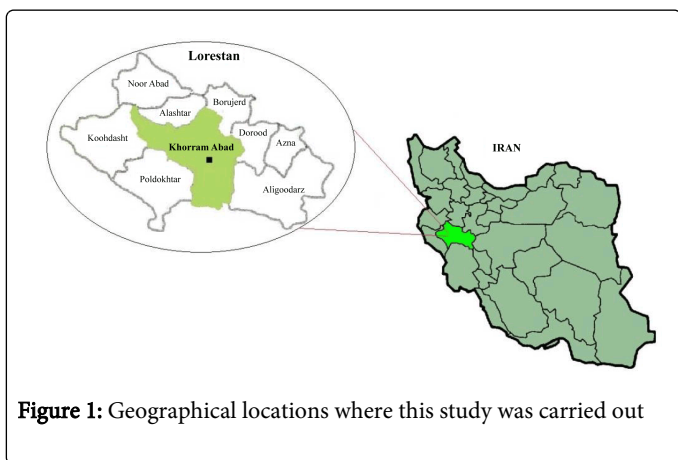 Lorestan
Noor Abad
Borujerd
Alashtar
Koohdasht
Dorood
Azna
Khorram Abad
Poldokhtar
Aligoodarz
IRAN
Figure 1: Geographical locations where this study was carried out